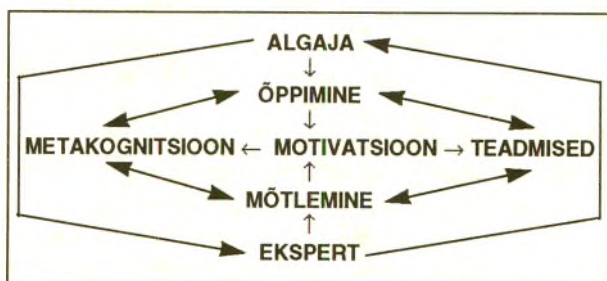 ALGAJA
↓
ÕPPIMINE
↓
METAKOGNITSIOON ← MOTIVATSIOON → TEADMISED
↑
MÕTLEMINE
↑
EKSPERT